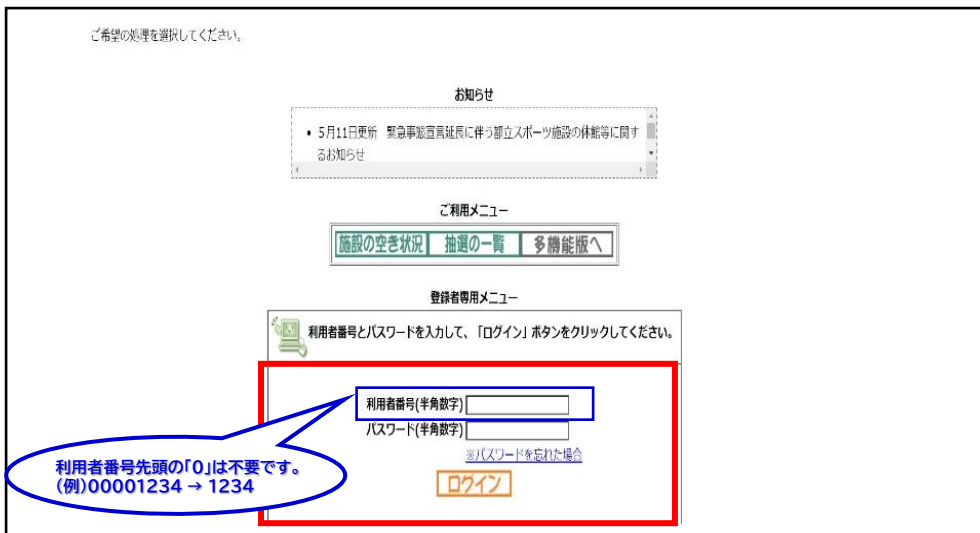 ご希望の処理を選択してください。
お知らせ
• 5月11日更新 緊急事態宣言延長に伴う都立スポーツ施設の休館等に関す
るお知らせ
ご利用メニュー
施設の空き状況 抽選の一覧 多機能版へ
登録者専用メニュー
利用者番号とパスワードを入力して、「ログイン」ボタンをクリックしてください。
利用者番号(半角数字)
パスワード(半角数字)
※パスワードを忘れた場合
ログイン
利用者番号先頭の「0」は不要です。
(例)00001234 → 1234